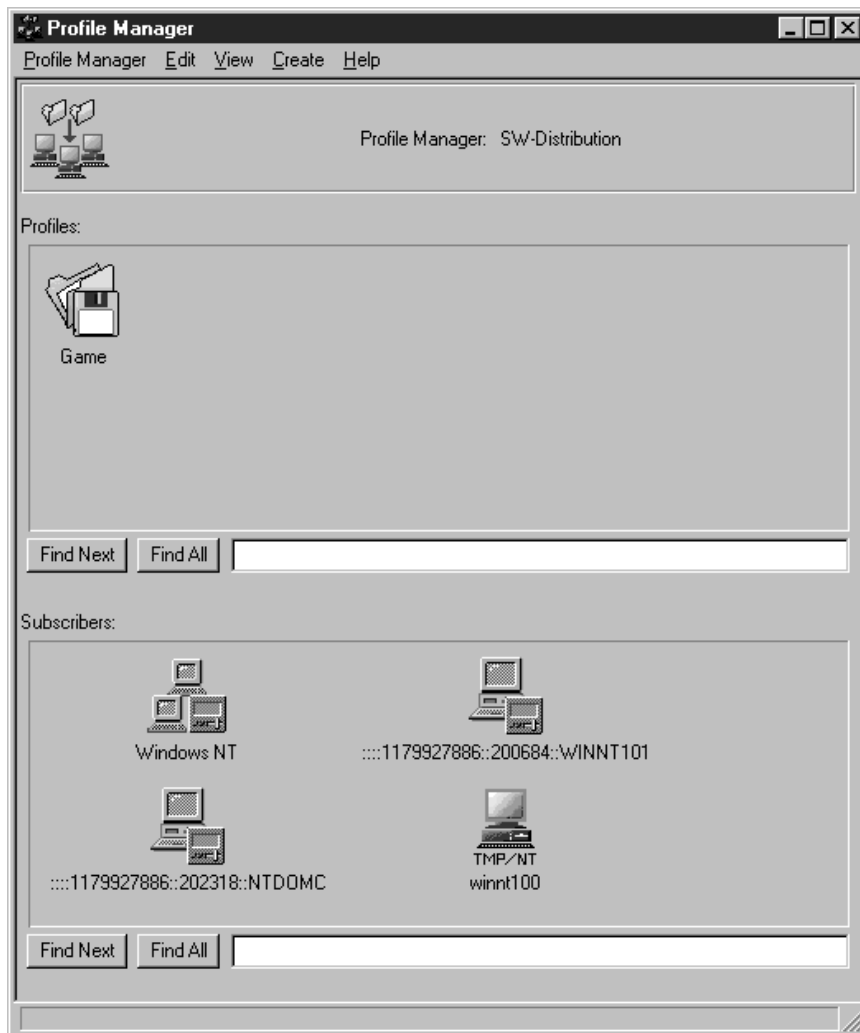 Profile Manager
Profile Manager Edit View Create Help
Profile Manager: SW-Distribution
Profiles:
Game
Find Next Find All
Subscribers:
Windows NT ::::1179927886::200684::WINNT101
TMP/NT
::::1179927886::202318::NTDOMC winnt100
Find Next Find All